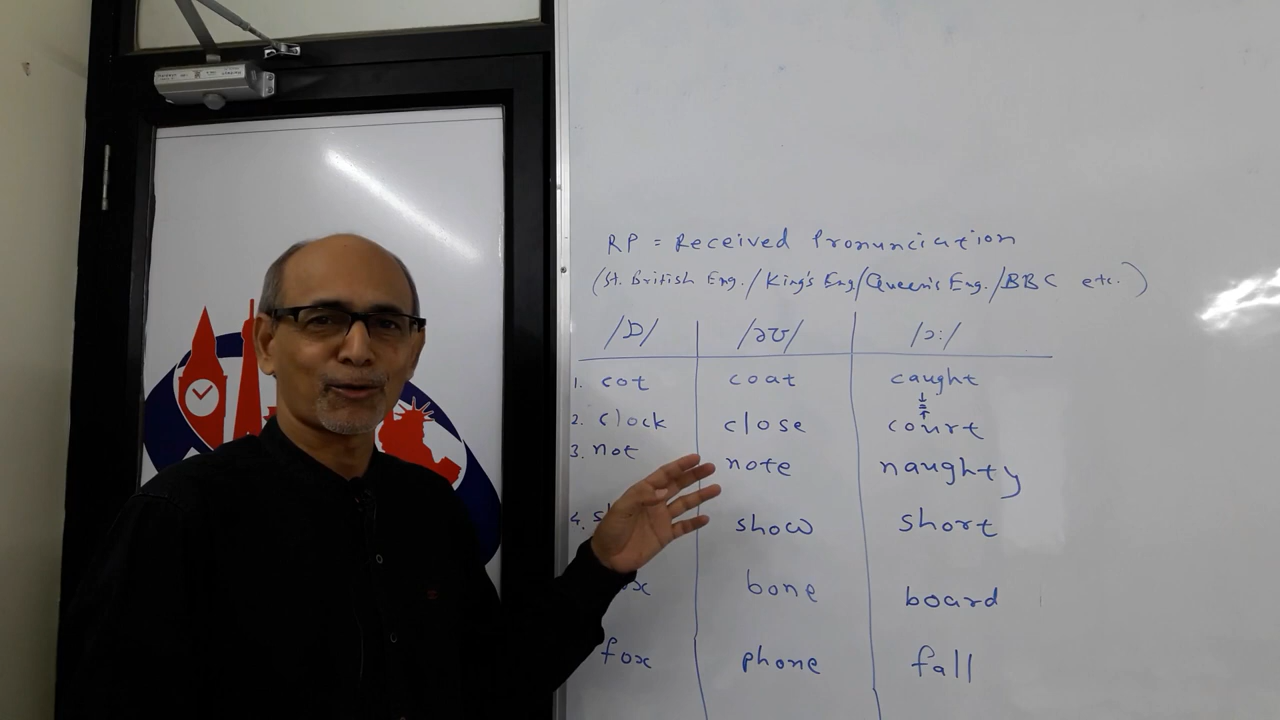 RP = Received Pronunciation
(St. British Eng. / King's Eng / Queen's Eng. / BBC etc.)
/ɒ/ /əʊ/ /ɔ:/
1. cot coat caught
2. clock close court
3. not note naughty
4. show short
bone board
fox phone fall